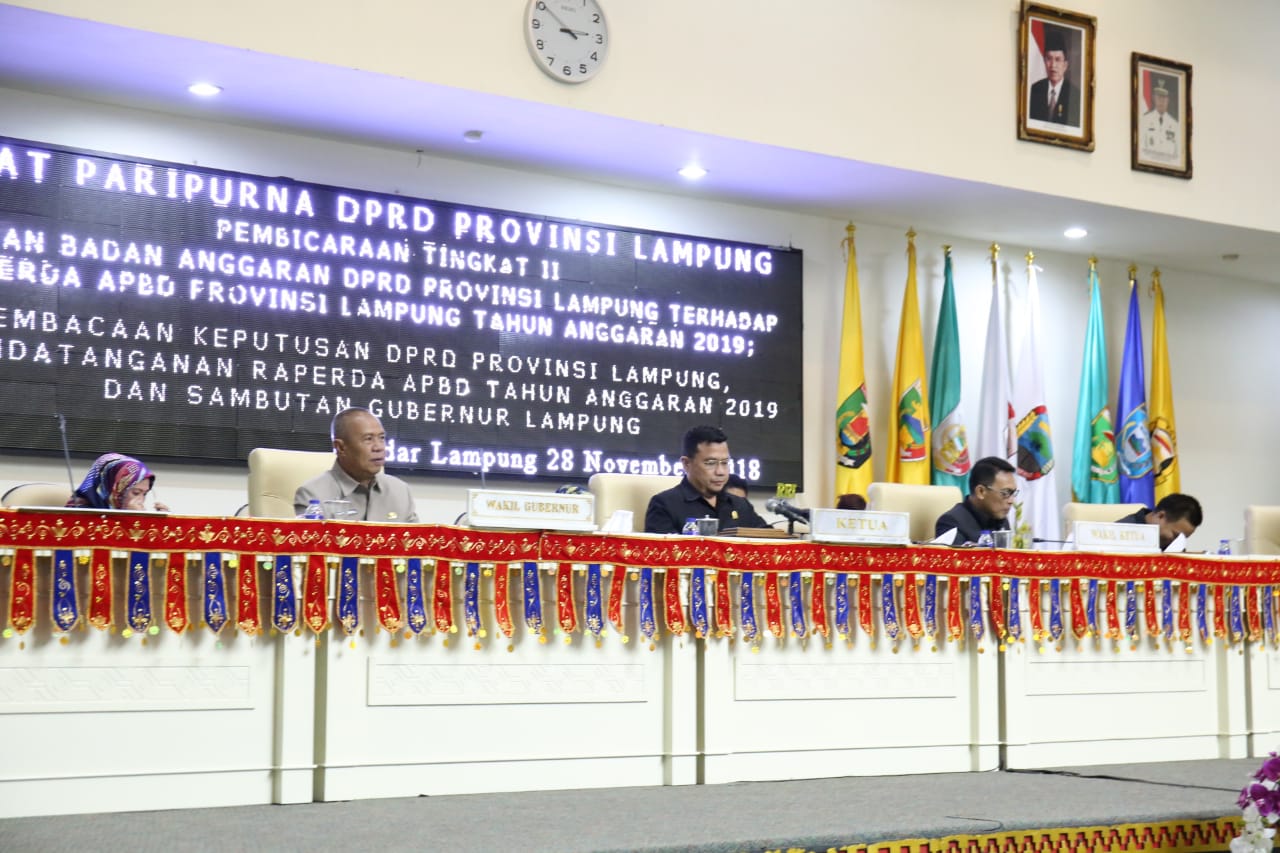 AT PARIPURNA DPRD PROVINSI LAMPUNG
PEMBICARAAN TINGKAT II
AN BADAN ANGGARAN DPRD PROVINSI LAMPUNG TERHADAP
ERDA APBD PROVINSI LAMPUNG TAHUN ANGGARAN 2019;
EMBACAAN KEPUTUSAN DPRD PROVINSI LAMPUNG,
NDATANGANAN RAPERDA APBD TAHUN ANGGARAN 2019
DAN SAMBUTAN GUBERNUR LAMPUNG
dar Lampung 28 November 2018
WAKIL GUBERNUR
KETUA
WAKIL KETUA